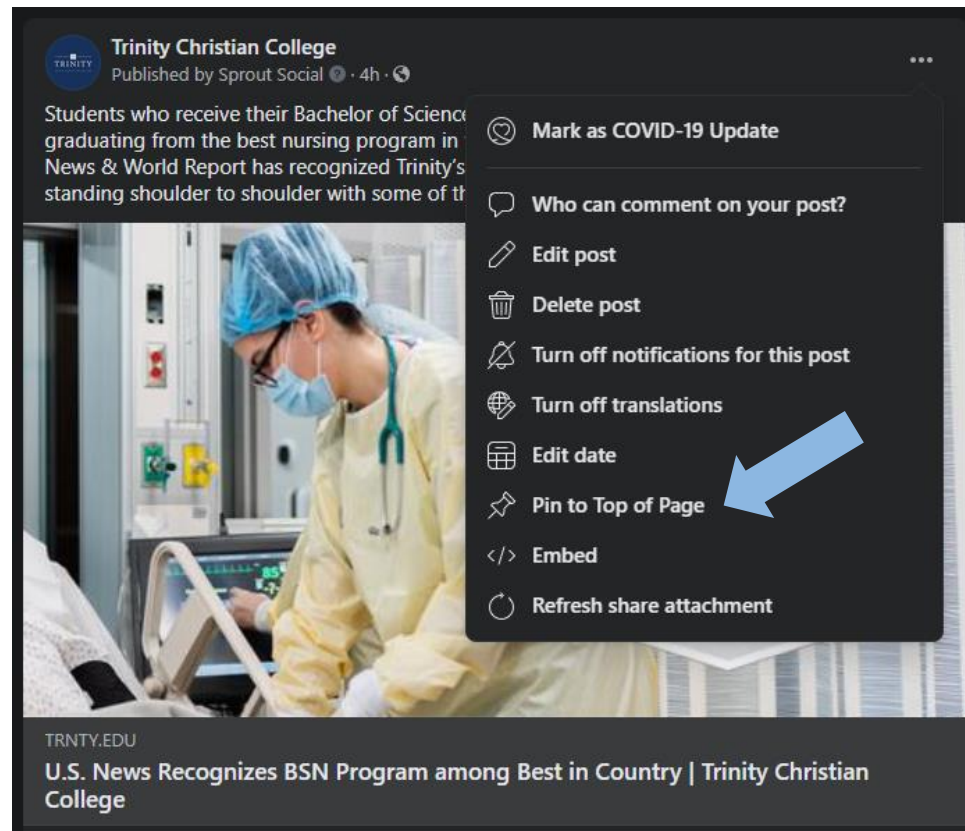 TRINITY
Trinity Christian College
Published by Sprout Social · 4h ·
Students who receive their Bachelor of Science
graduating from the best nursing program in
News & World Report has recognized Trinity's
standing shoulder to shoulder with some of
Mark as COVID-19 Update
Who can comment on your post?
Edit post
Delete post
Turn off notifications for this post
Turn off translations
Edit date
Pin to Top of Page
</> Embed
Refresh share attachment
85
-?-
TRNTY.EDU
U.S. News Recognizes BSN Program among Best in Country | Trinity Christian
College